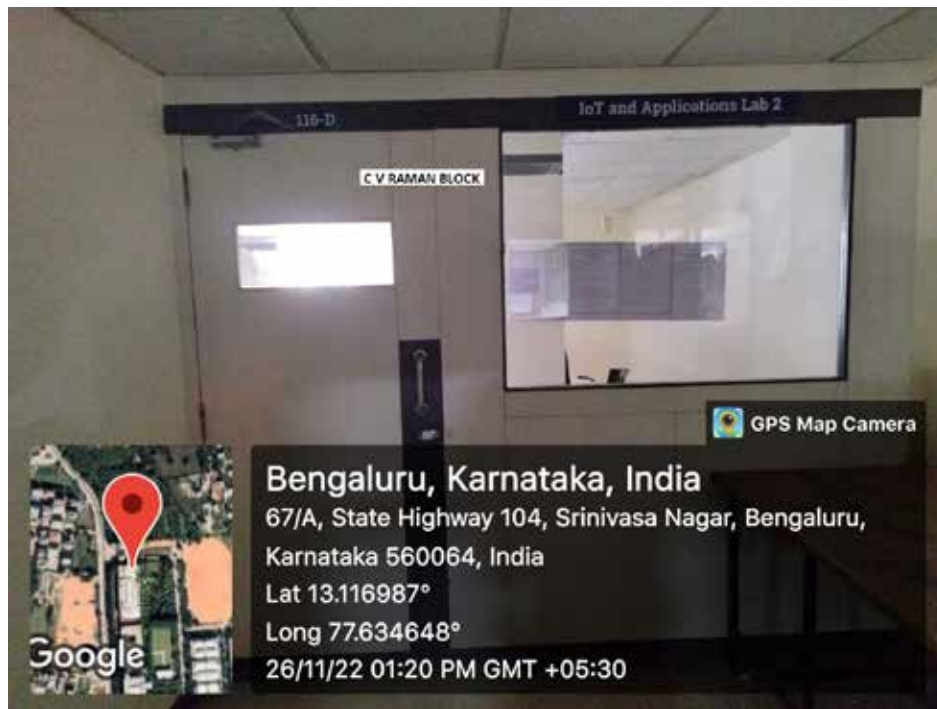 116-D
IoT and Applications Lab 2
C V RAMAN BLOCK
GPS Map Camera
Bengaluru, Karnataka, India
67/A, State Highway 104, Srinivasa Nagar, Bengaluru,
Karnataka 560064, India
Lat 13.116987°
Long 77.634648°
26/11/22 01:20 PM GMT +05:30
Google